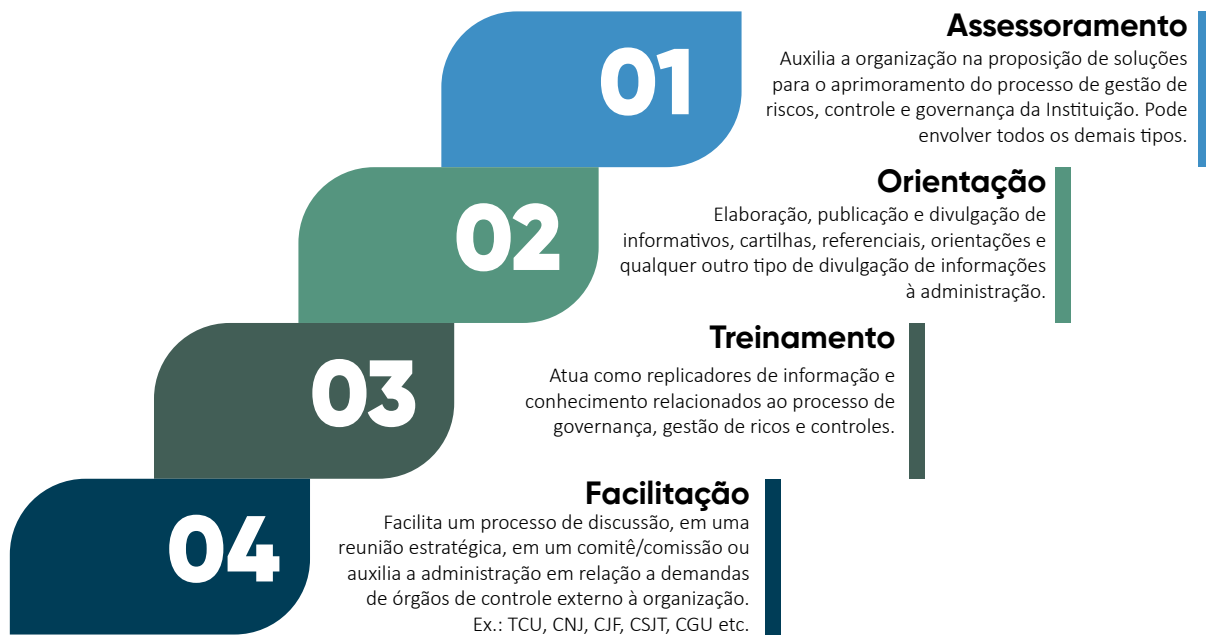 01
Assessoramento
Auxilia a organização na proposição de soluções
para o aprimoramento do processo de gestão de
riscos, controle e governança da Instituição. Pode
envolver todos os demais tipos.
02
Orientação
Elaboração, publicação e divulgação de
informativos, cartilhas, referenciais, orientações e
qualquer outro tipo de divulgação de informações
à administração.
03
Treinamento
Atua como replicadores de informação e
conhecimento relacionados ao processo de
governança, gestão de ricos e controles.
04
Facilitação
Facilita um processo de discussão, em uma
reunião estratégica, em um comitê/comissão ou
auxilia a administração em relação a demandas
de órgãos de controle externo à organização.
Ex.: TCU, CNJ, CJF, CSJT, CGU etc.